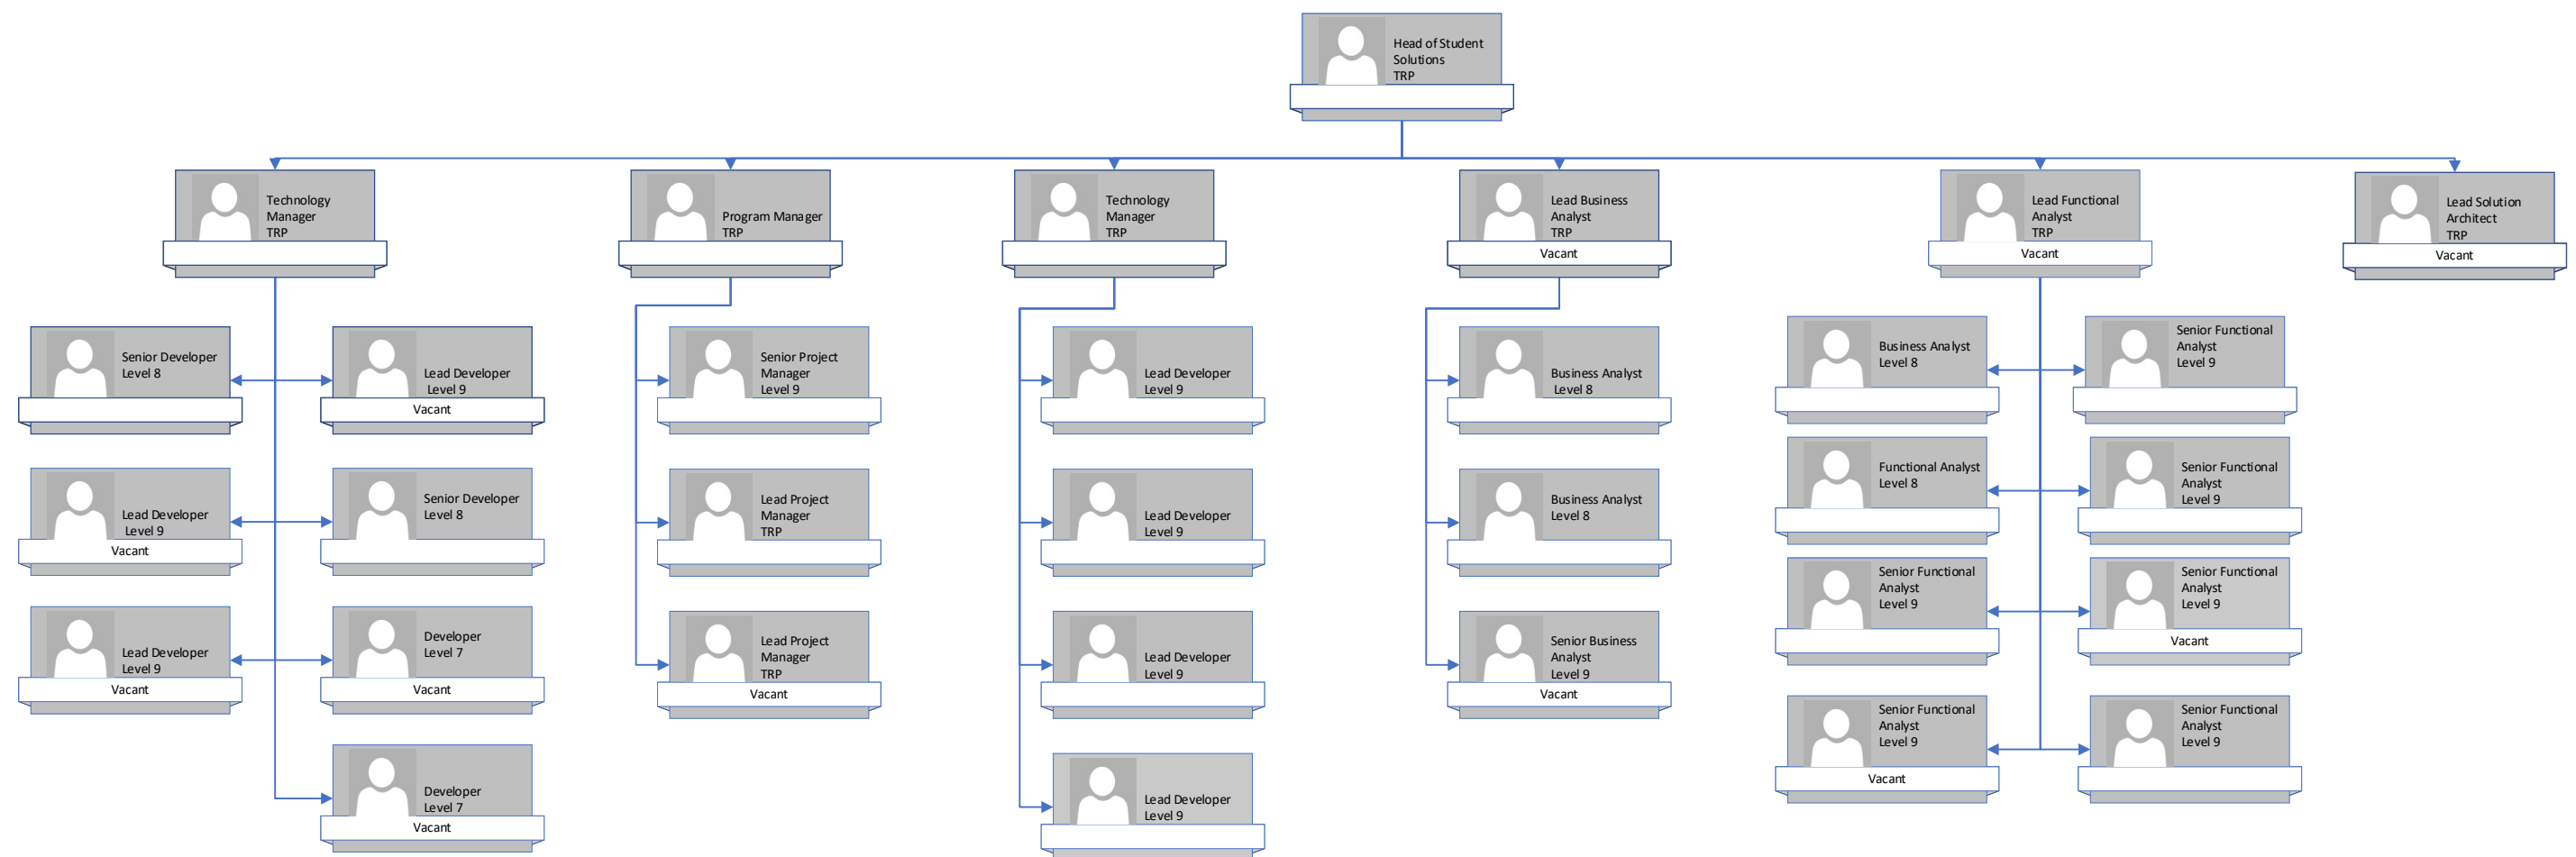 Head of Student
Solutions
TRP
Technology
Manager
TRP
Program Manager
TRP
Technology
Manager
TRP
Lead Business
Analyst
TRP
Vacant
Lead Functional
Analyst
TRP
Vacant
Lead Solution
Architect
TRP
Vacant
Senior Developer
Level 8
Lead Developer
Level 9
Vacant
Lead Developer
Level 9
Vacant
Senior Developer
Level 8
Lead Developer
Level 9
Vacant
Developer
Level 7
Vacant
Developer
Level 7
Vacant
Senior Project
Manager
Level 9
Lead Project
Manager
TRP
Lead Project
Manager
TRP
Vacant
Lead Developer
Level 9
Lead Developer
Level 9
Lead Developer
Level 9
Lead Developer
Level 9
Business Analyst
Level 8
Business Analyst
Level 8
Senior Business
Analyst
Level 9
Vacant
Business Analyst
Level 8
Senior Functional
Analyst
Level 9
Functional Analyst
Level 8
Senior Functional
Analyst
Level 9
Senior Functional
Analyst
Level 9
Senior Functional
Analyst
Level 9
Vacant
Senior Functional
Analyst
Level 9
Vacant
Senior Functional
Analyst
Level 9